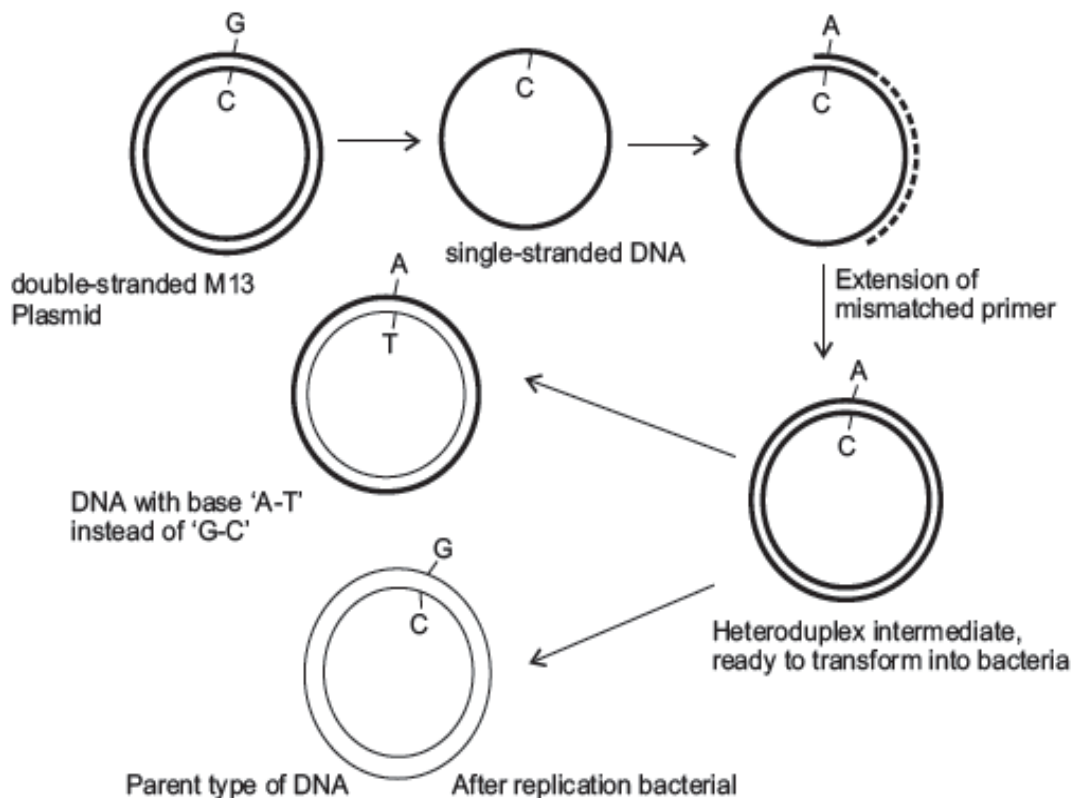 G
C
double-stranded M13
Plasmid
C
single-stranded DNA
A
C
Extension of
mismatched primer
A
C
Heteroduplex intermediate,
ready to transform into bacteria
A
T
DNA with base ‘A-T’
instead of ‘G-C’
G
C
Parent type of DNA
After replication bacterial